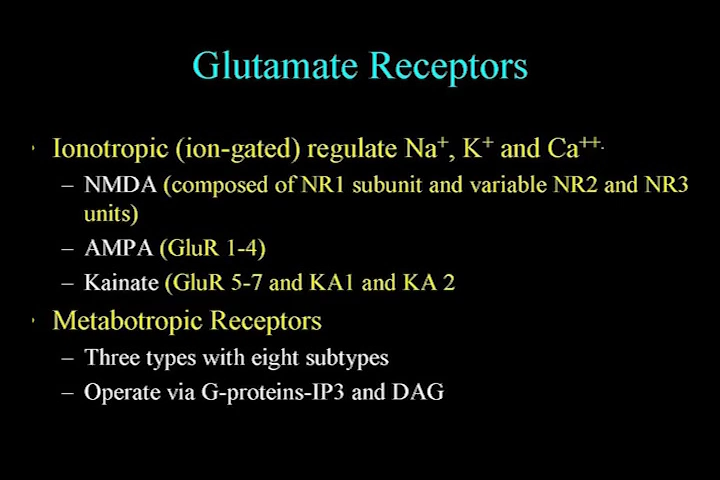 Glutamate Receptors
Ionotropic (ion-gated) regulate Na+, K+ and Ca++.
– NMDA (composed of NR1 subunit and variable NR2 and NR3
units)
– AMPA (GluR 1-4)
– Kainate (GluR 5-7 and KA1 and KA 2
Metabotropic Receptors
– Three types with eight subtypes
– Operate via G-proteins-IP3 and DAG